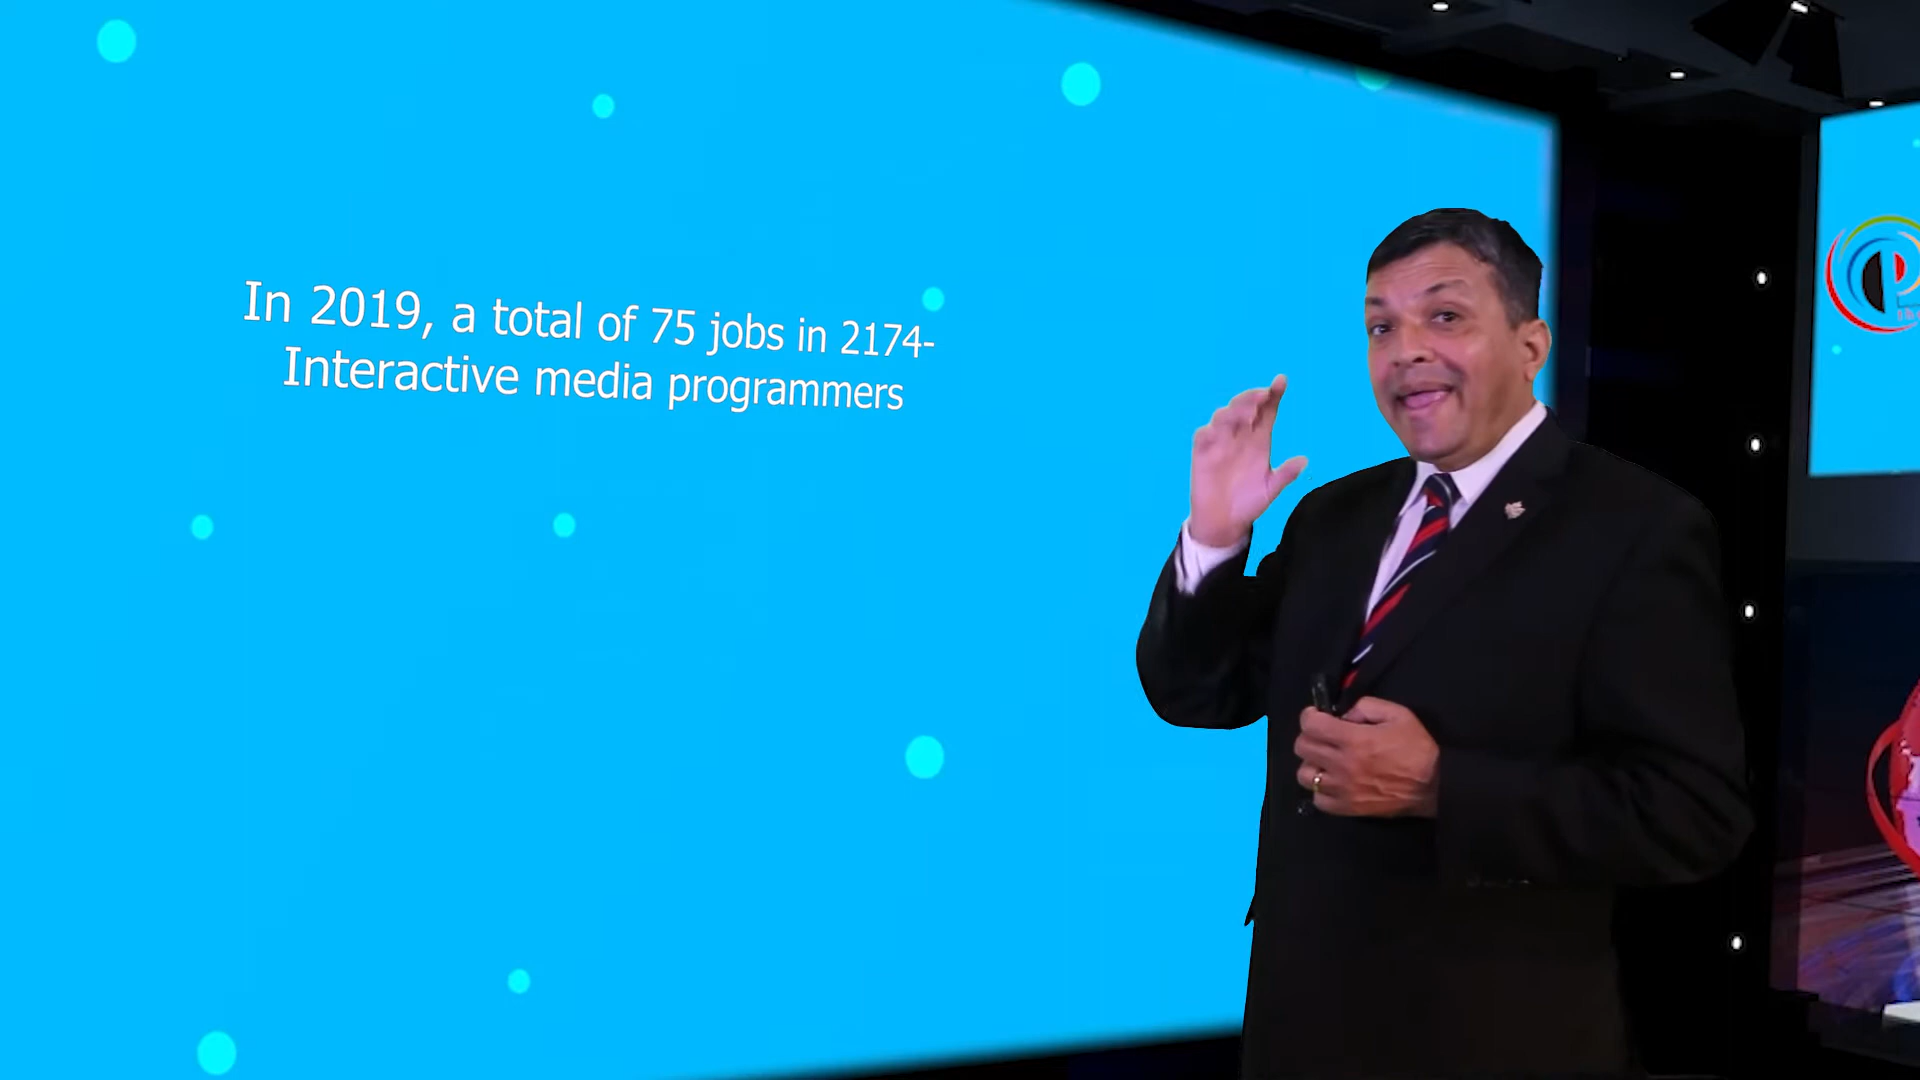 In 2019, a total of 75 jobs in 2174-
Interactive media programmers